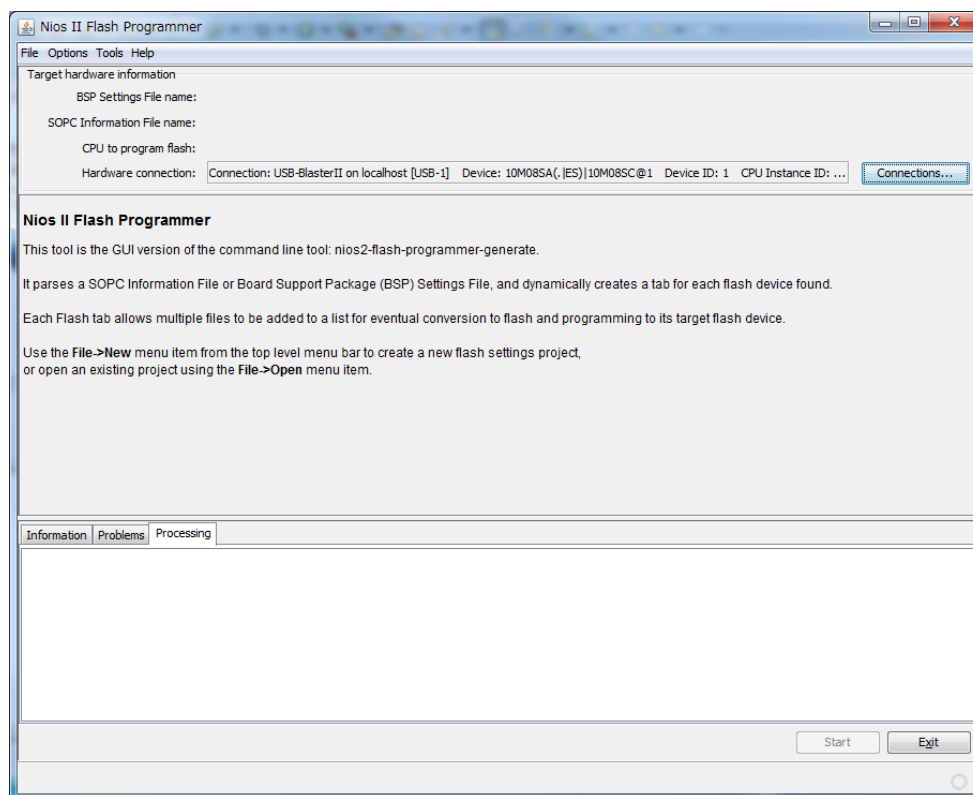 Nios II Flash Programmer
File Options Tools Help
Target hardware information
BSP Settings File name:
SOPC Information File name:
CPU to program flash:
Hardware connection: Connection: USB-BlasterII on localhost [USB-1] Device: 10M08SA(.|ES)|10M08SC@1 Device ID: 1 CPU Instance ID: ... Connections...
Nios II Flash Programmer
This tool is the GUI version of the command line tool: nios2-flash-programmer-generate.
It parses a SOPC Information File or Board Support Package (BSP) Settings File, and dynamically creates a tab for each flash device found.
Each Flash tab allows multiple files to be added to a list for eventual conversion to flash and programming to its target flash device.
Use the File->New menu item from the top level menu bar to create a new flash settings project,
or open an existing project using the File->Open menu item.
Information Problems Processing
Start Exit